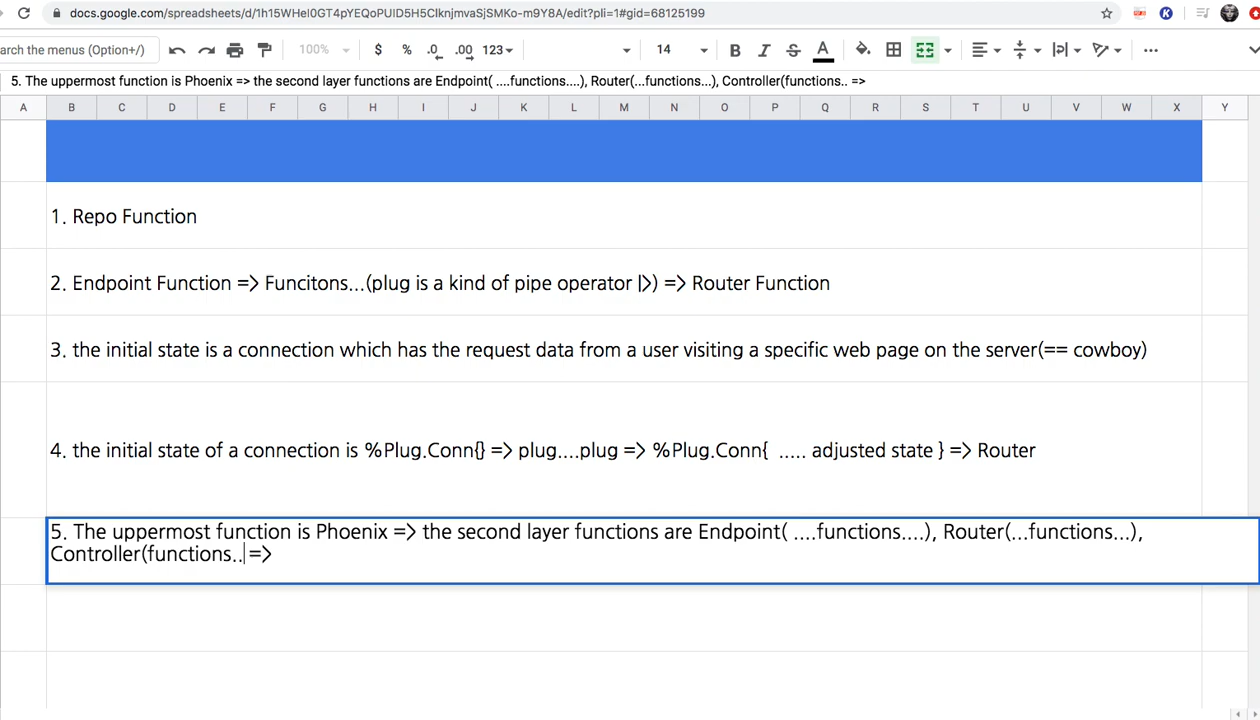 docs.google.com/spreadsheets/d/1h15WHeI0GT4pYEQoPUID5H5CIknjmvaSjSMKo-m9Y8A/edit?pli=1#gid=68125199
arch the menus (Option+/)
100%
$ % .0 .00 123 14 B I S A
5. The uppermost function is Phoenix => the second layer functions are Endpoint( ....functions....), Router(...functions...), Controller(functions.. =>
A B C D E F G H I J K L M N O P Q R S T U V W X Y
1. Repo Function
2. Endpoint Function => Funcitons...(plug is a kind of pipe operator |>) => Router Function
3. the initial state is a connection which has the request data from a user visiting a specific web page on the server(== cowboy)
4. the initial state of a connection is %Plug.Conn{} => plug....plug => %Plug.Conn{ ..... adjusted state } => Router
5. The uppermost function is Phoenix => the second layer functions are Endpoint( ....functions....), Router(...functions...),
Controller(functions.. =>